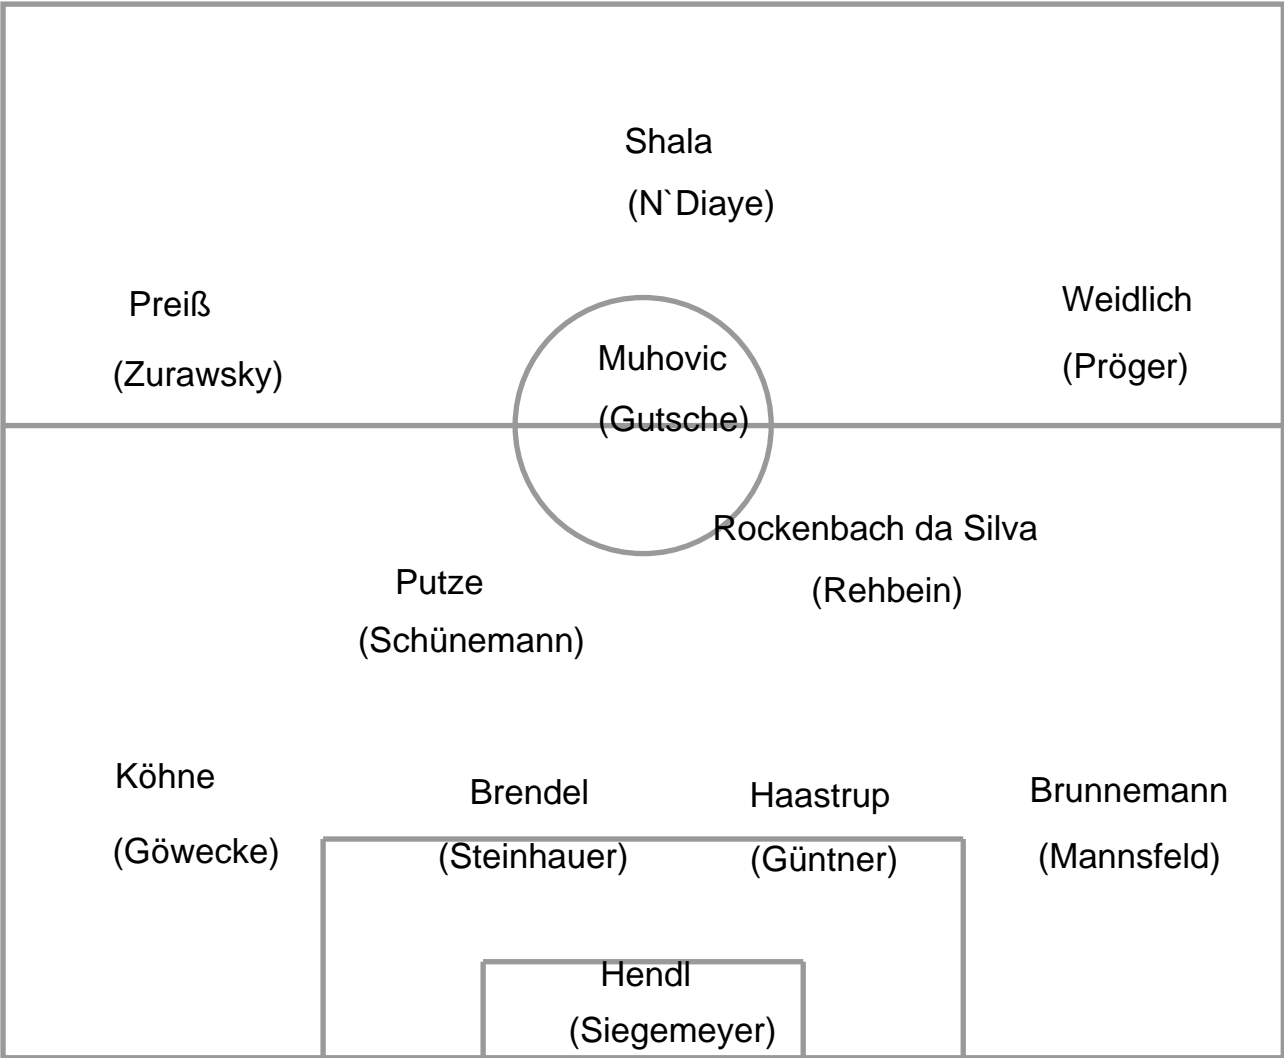 Shala
(N`Diaye)
Preiß
(Zurawsky)
Muhovic
(Gutsche)
Weidlich
(Pröger)
Putze
(Schünemann)
Rockenbach da Silva
(Rehbein)
Köhne
(Göwecke)
Brendel
(Steinhauer)
Haastrup
(Güntner)
Brunnemann
(Mannsfeld)
Hendl
(Siegemeyer)